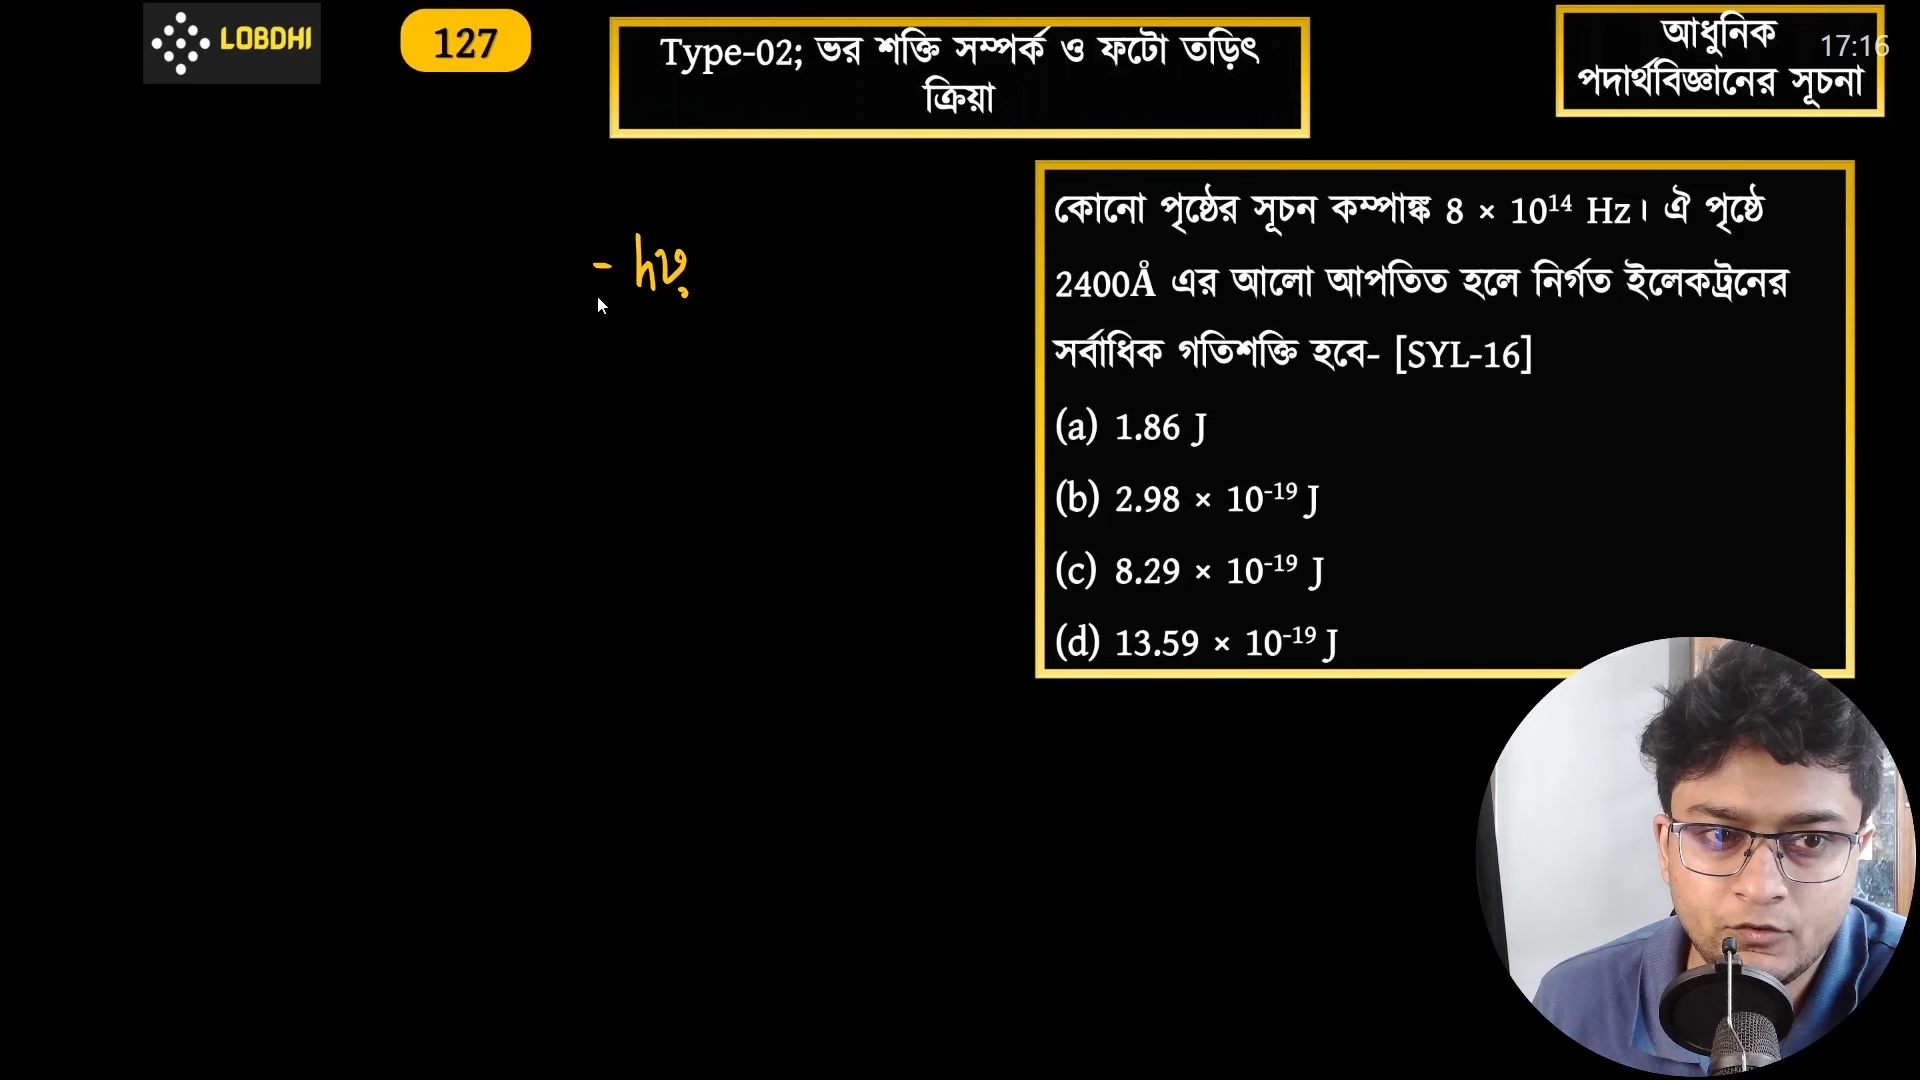 LOBDHI
127
Type-02; ভর শক্তি সম্পর্ক ও ফটো তড়িৎ
ক্রিয়া
আধুনিক
পদার্থবিজ্ঞানের সূচনা
17:16
- hν₀
কোনো পৃষ্ঠের সূচন কম্পাঙ্ক 8 × 10¹⁴ Hz। ঐ পৃষ্ঠে
2400Å এর আলো আপতিত হলে নির্গত ইলেকট্রনের
সর্বাধিক গতিশক্তি হবে- [SYL-16]
(a) 1.86 J
(b) 2.98 × 10⁻¹⁹ J
(c) 8.29 × 10⁻¹⁹ J
(d) 13.59 × 10⁻¹⁹ J